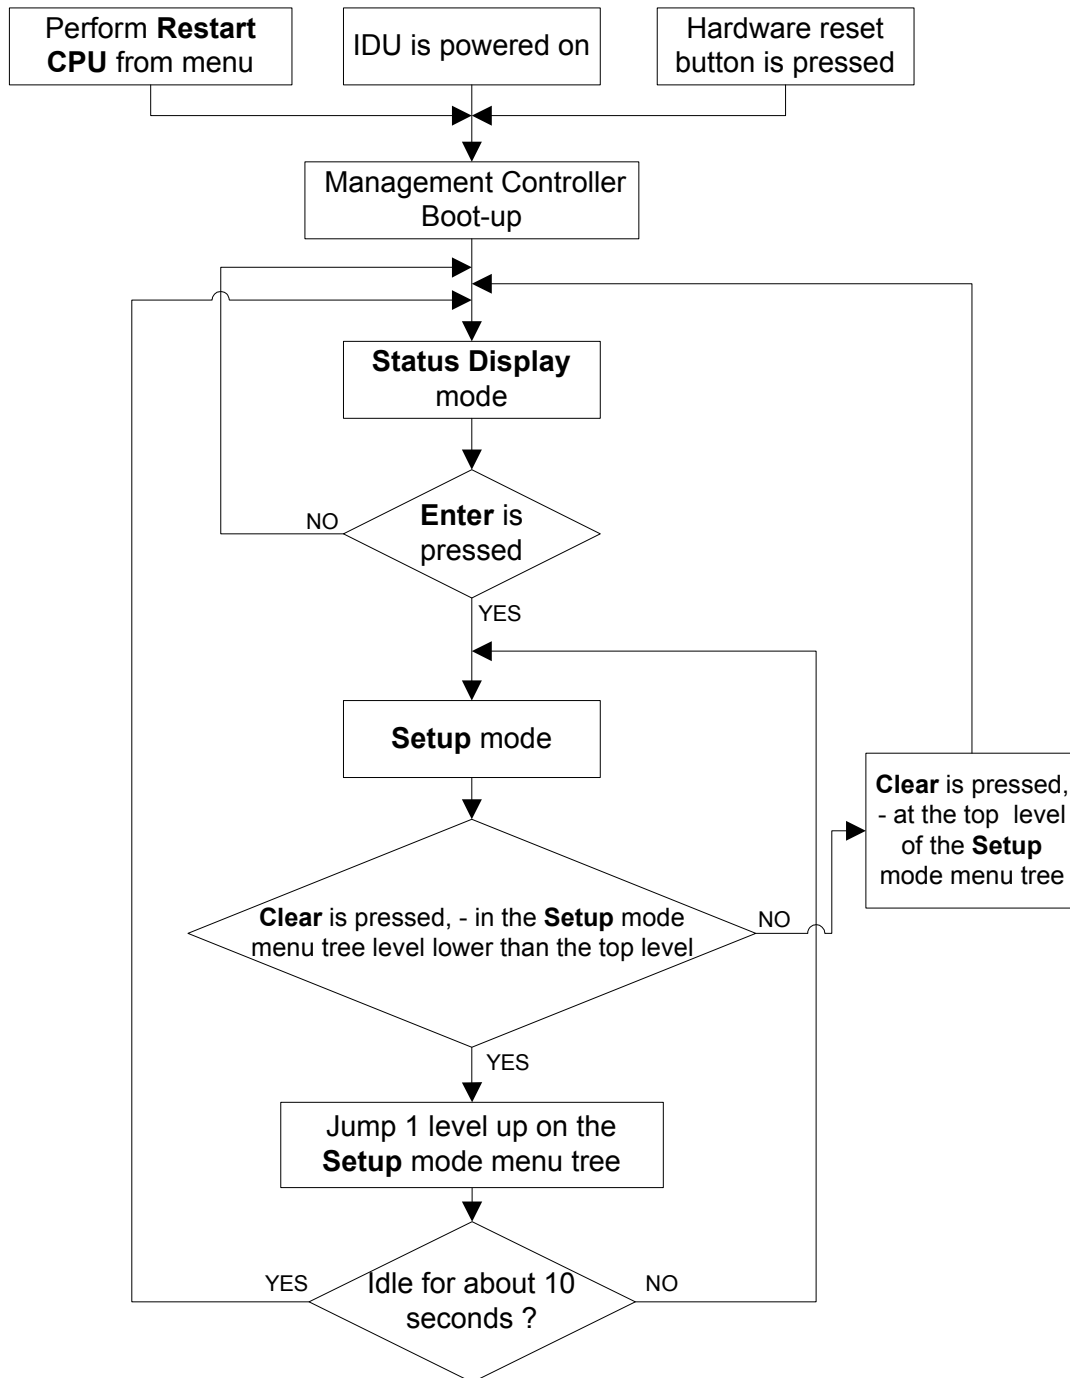 Perform Restart
CPU from menu
IDU is powered on
Hardware reset
button is pressed
Management Controller
Boot-up
Status Display
mode
Enter is
pressed
NO
YES
Setup mode
Clear is pressed,
- at the top level
of the Setup
mode menu tree
Clear is pressed, - in the Setup mode
menu tree level lower than the top level
NO
YES
Jump 1 level up on the
Setup mode menu tree
YES
Idle for about 10
seconds ?
NO